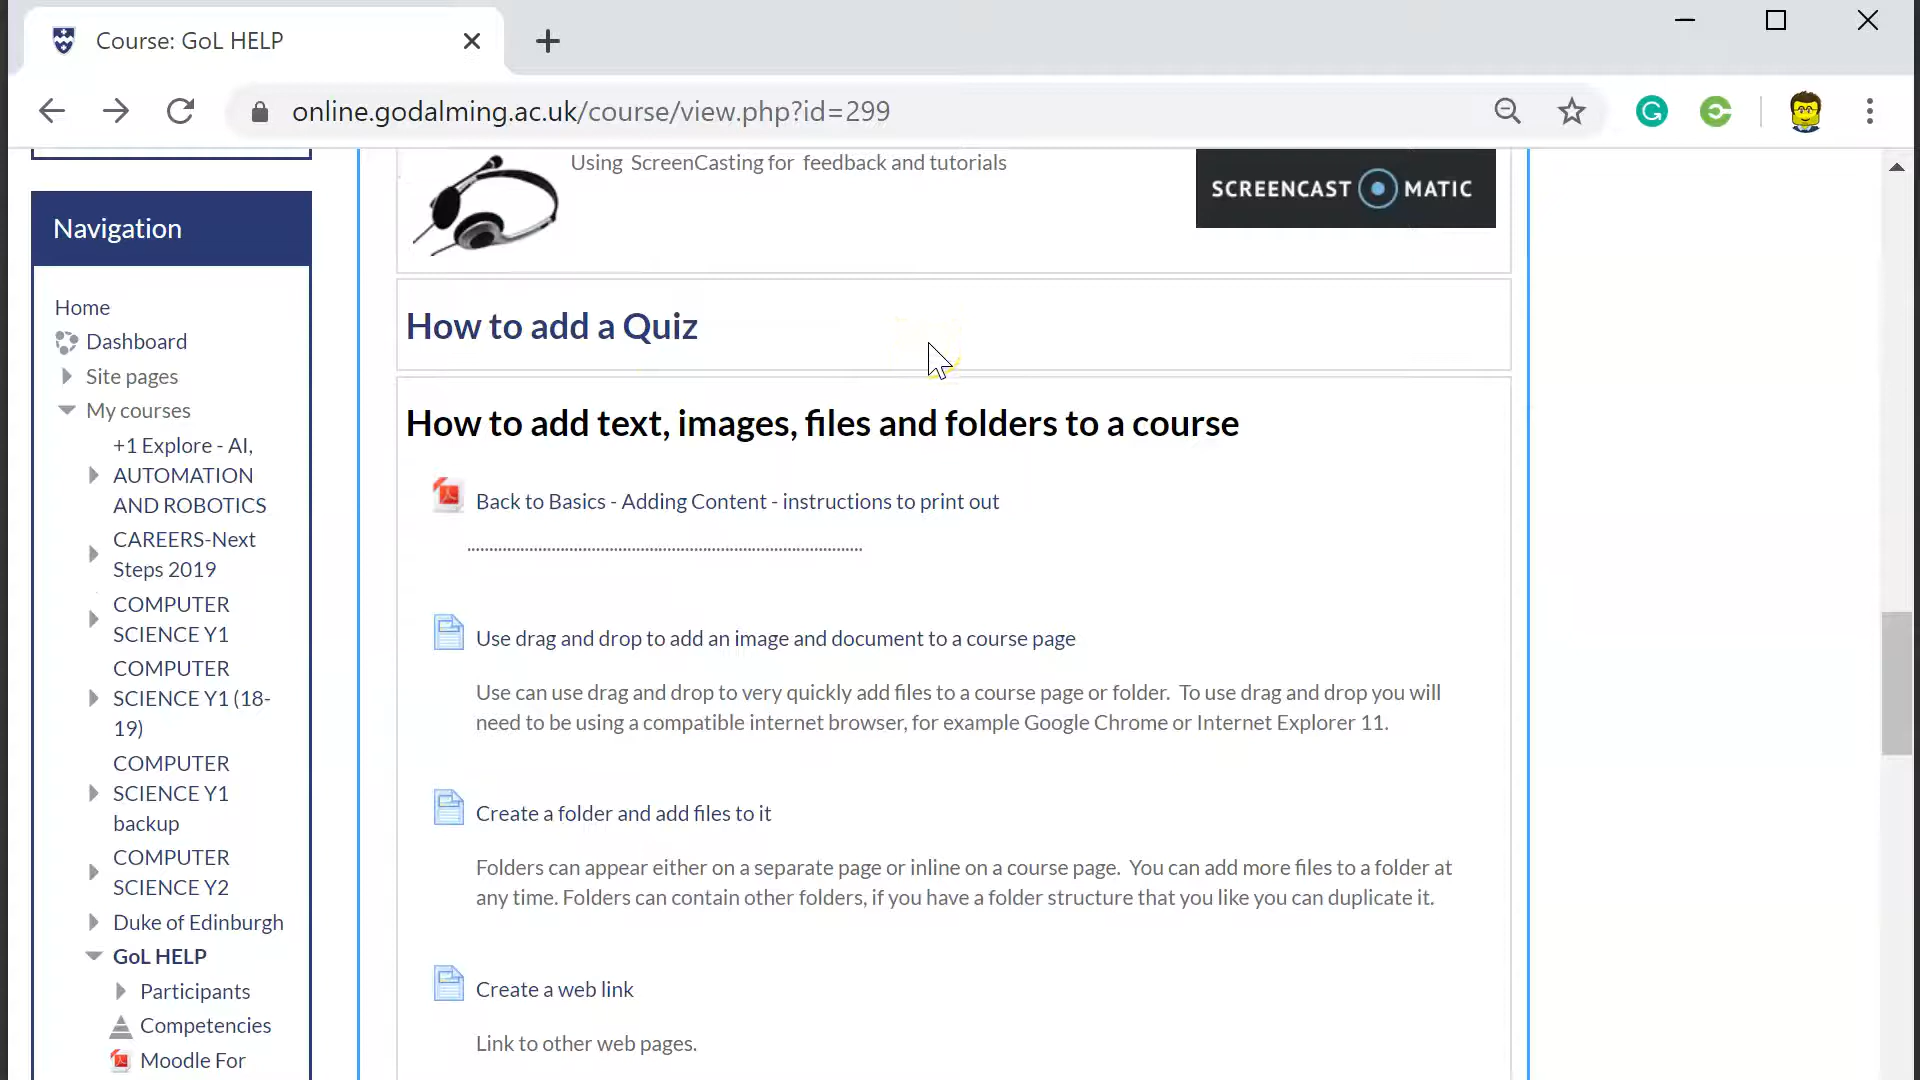 Course: GoL HELP
online.godalming.ac.uk/course/view.php?id=299
Navigation
Home
Dashboard
Site pages
My courses
+1 Explore - AI,
AUTOMATION
AND ROBOTICS
CAREERS-Next
Steps 2019
COMPUTER
SCIENCE Y1
COMPUTER
SCIENCE Y1 (18-
19)
COMPUTER
SCIENCE Y1
backup
COMPUTER
SCIENCE Y2
Duke of Edinburgh
GoL HELP
Participants
Competencies
Moodle For
Using ScreenCasting for feedback and tutorials
SCREENCAST MATIC
How to add a Quiz
How to add text, images, files and folders to a course
Back to Basics - Adding Content - instructions to print out
Use drag and drop to add an image and document to a course page
Use can use drag and drop to very quickly add files to a course page or folder. To use drag and drop you will
need to be using a compatible internet browser, for example Google Chrome or Internet Explorer 11.
Create a folder and add files to it
Folders can appear either on a separate page or inline on a course page. You can add more files to a folder at
any time. Folders can contain other folders, if you have a folder structure that you like you can duplicate it.
Create a web link
Link to other web pages.